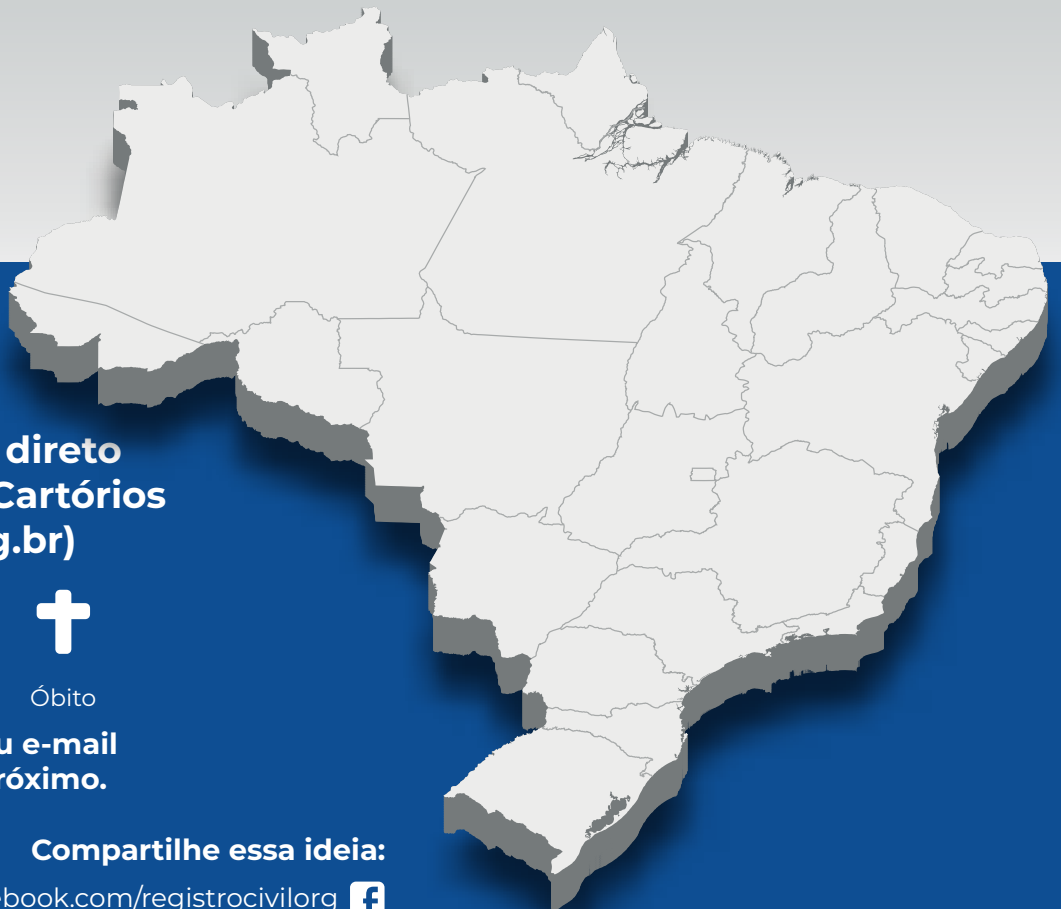 direto
Cartórios
g.br)
Óbito
u e-mail
róximo.
Compartilhe essa ideia:
ebook.com/registrocivilorg